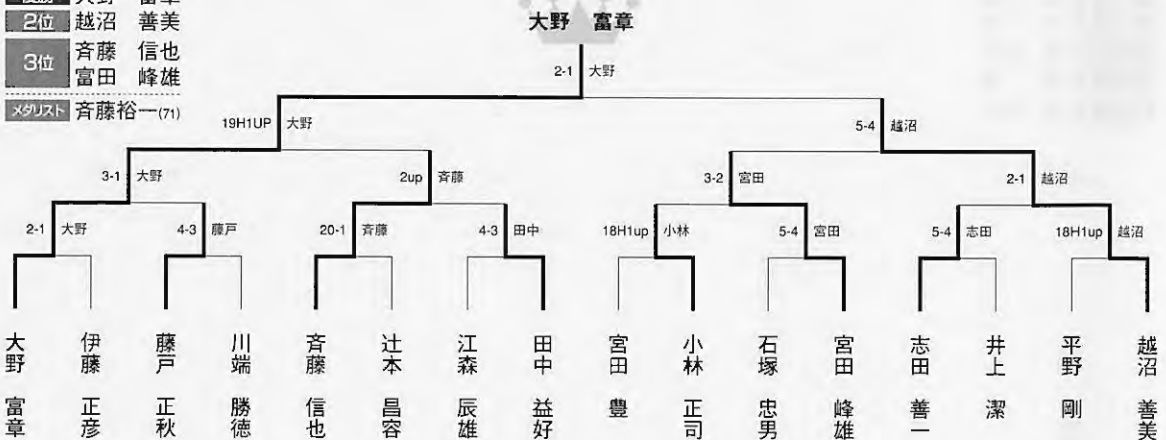 優勝 大野 富章
2位 越沼 善美
3位 斉藤 信也
富田 峰雄
メダリスト 斉藤裕一(71)
大野 富章
2-1 大野
19H1UP 大野
5-4 越沼
3-1 大野
2up 斉藤
3-2 宮田
2-1 越沼
2-1 大野
4-3 藤戸
20-1 斉藤
4-3 田中
18H1up 小林
5-4 宮田
5-4 志田
18H1up 越沼
大野 富章
伊藤 正彦
藤戸 正秋
川端 勝徳
斉藤 信也
辻本 昌容
江森 辰雄
田中 益好
宮田 豊
小林 正司
石塚 忠男
宮田 峰雄
志田 善一
井上 潔
平野 剛
越沼 善美